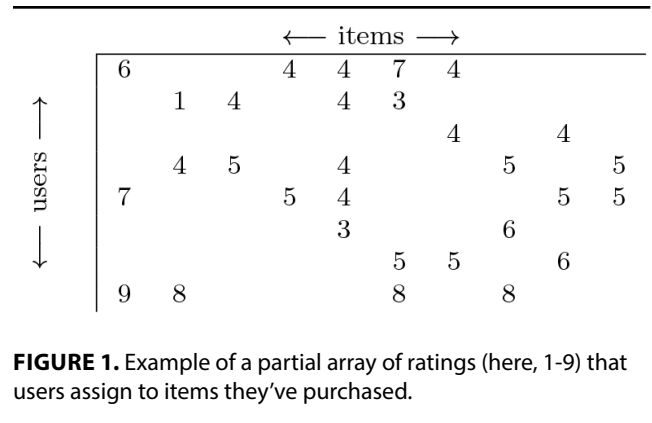 ← items →
6 4 4 7 4
1 4 4 3
4 4
4 5 4 5 5
7 5 4 5 5
3 6
5 5 6
9 8 8 8
← users →
FIGURE 1. Example of a partial array of ratings (here, 1-9) that
users assign to items they've purchased.